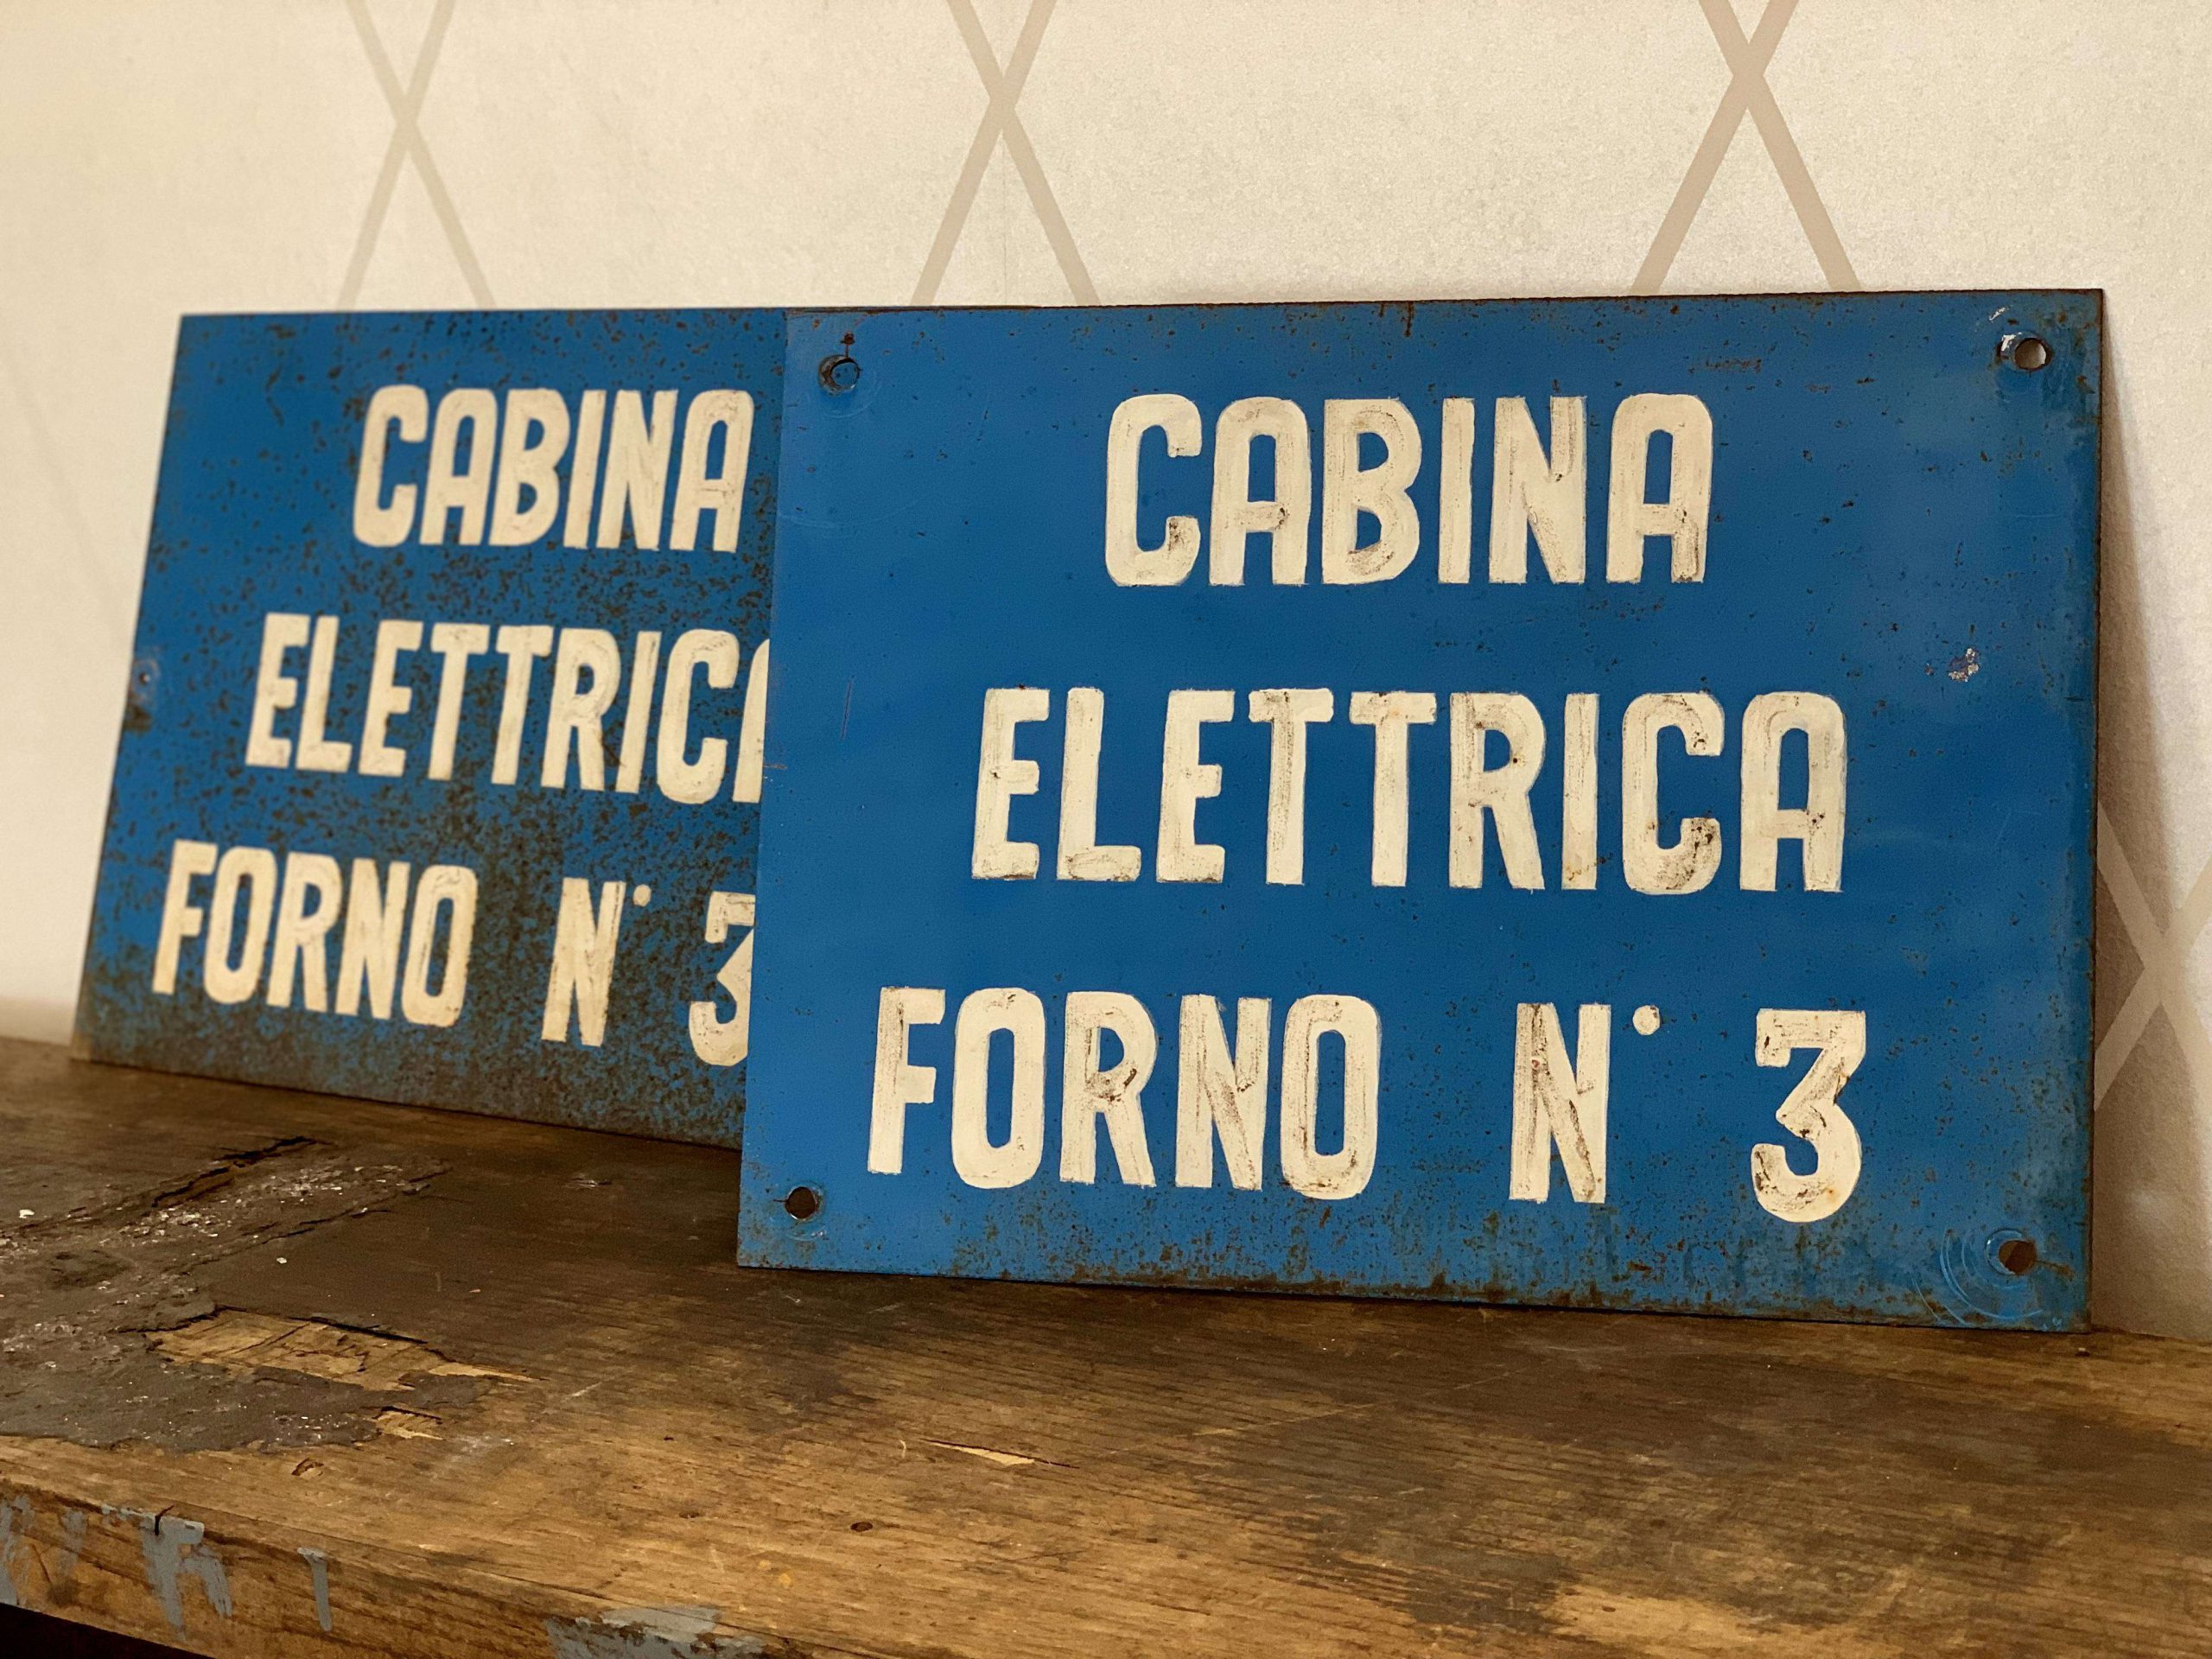 CABINA
ELETTRICA
FORNO N° 3
CABINA
ELETTRICA
FORNO N° 3